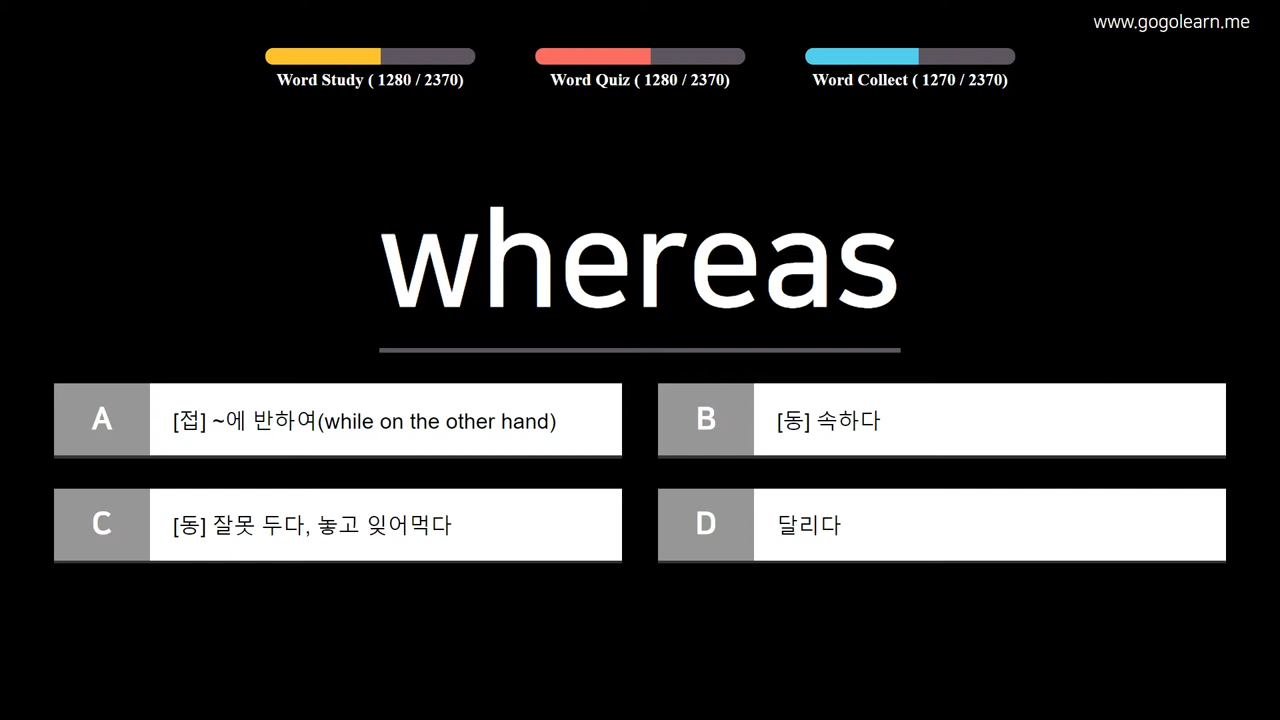 www.gogolearn.me
Word Study ( 1280 / 2370)
Word Quiz ( 1280 / 2370)
Word Collect ( 1270 / 2370)
whereas
A
[접] ~에 반하여(while on the other hand)
B
[동] 속하다
C
[동] 잘못 두다, 놓고 잊어먹다
D
달리다